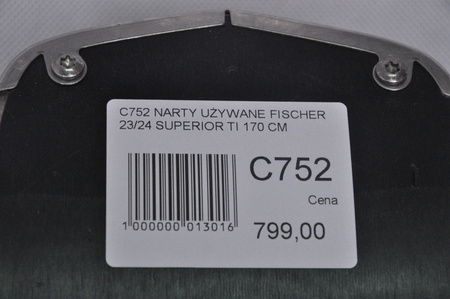 C752 NARTY UŻYWANE FISCHER
23/24 SUPERIOR TI 170 CM
C752
Cena
1 000000 013016
799,00